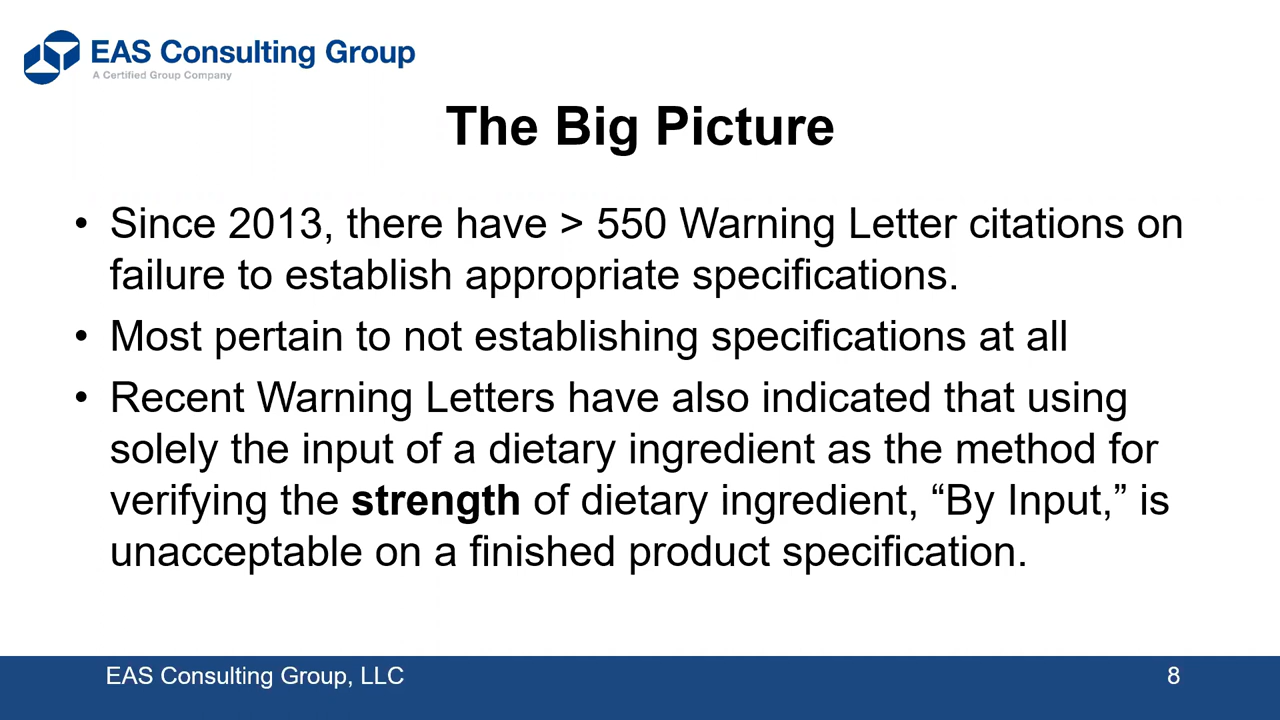 EAS Consulting Group
A Certified Group Company
The Big Picture
• Since 2013, there have > 550 Warning Letter citations on
failure to establish appropriate specifications.
• Most pertain to not establishing specifications at all
• Recent Warning Letters have also indicated that using
solely the input of a dietary ingredient as the method for
verifying the strength of dietary ingredient, “By Input,” is
unacceptable on a finished product specification.
EAS Consulting Group, LLC
8